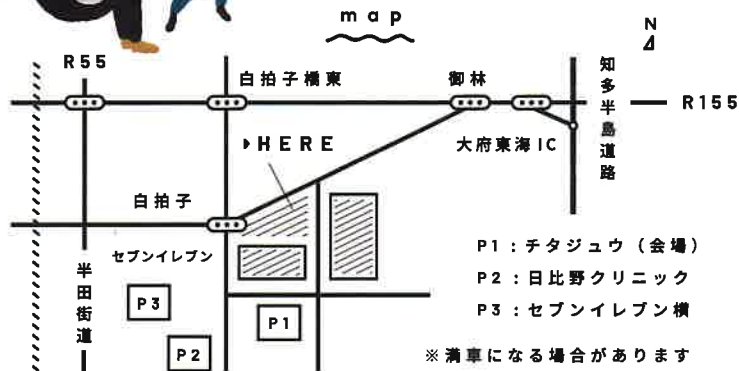 map
N
R55
白拍子橋東
御林
知多半島道路
R155
HERE
大府東海IC
白拍子
セブンイレブン
半田街道
P3
P1
P2
P1：チタジュウ（会場）
P2：日比野クリニック
P3：セブンイレブン横
※満車になる場合があります